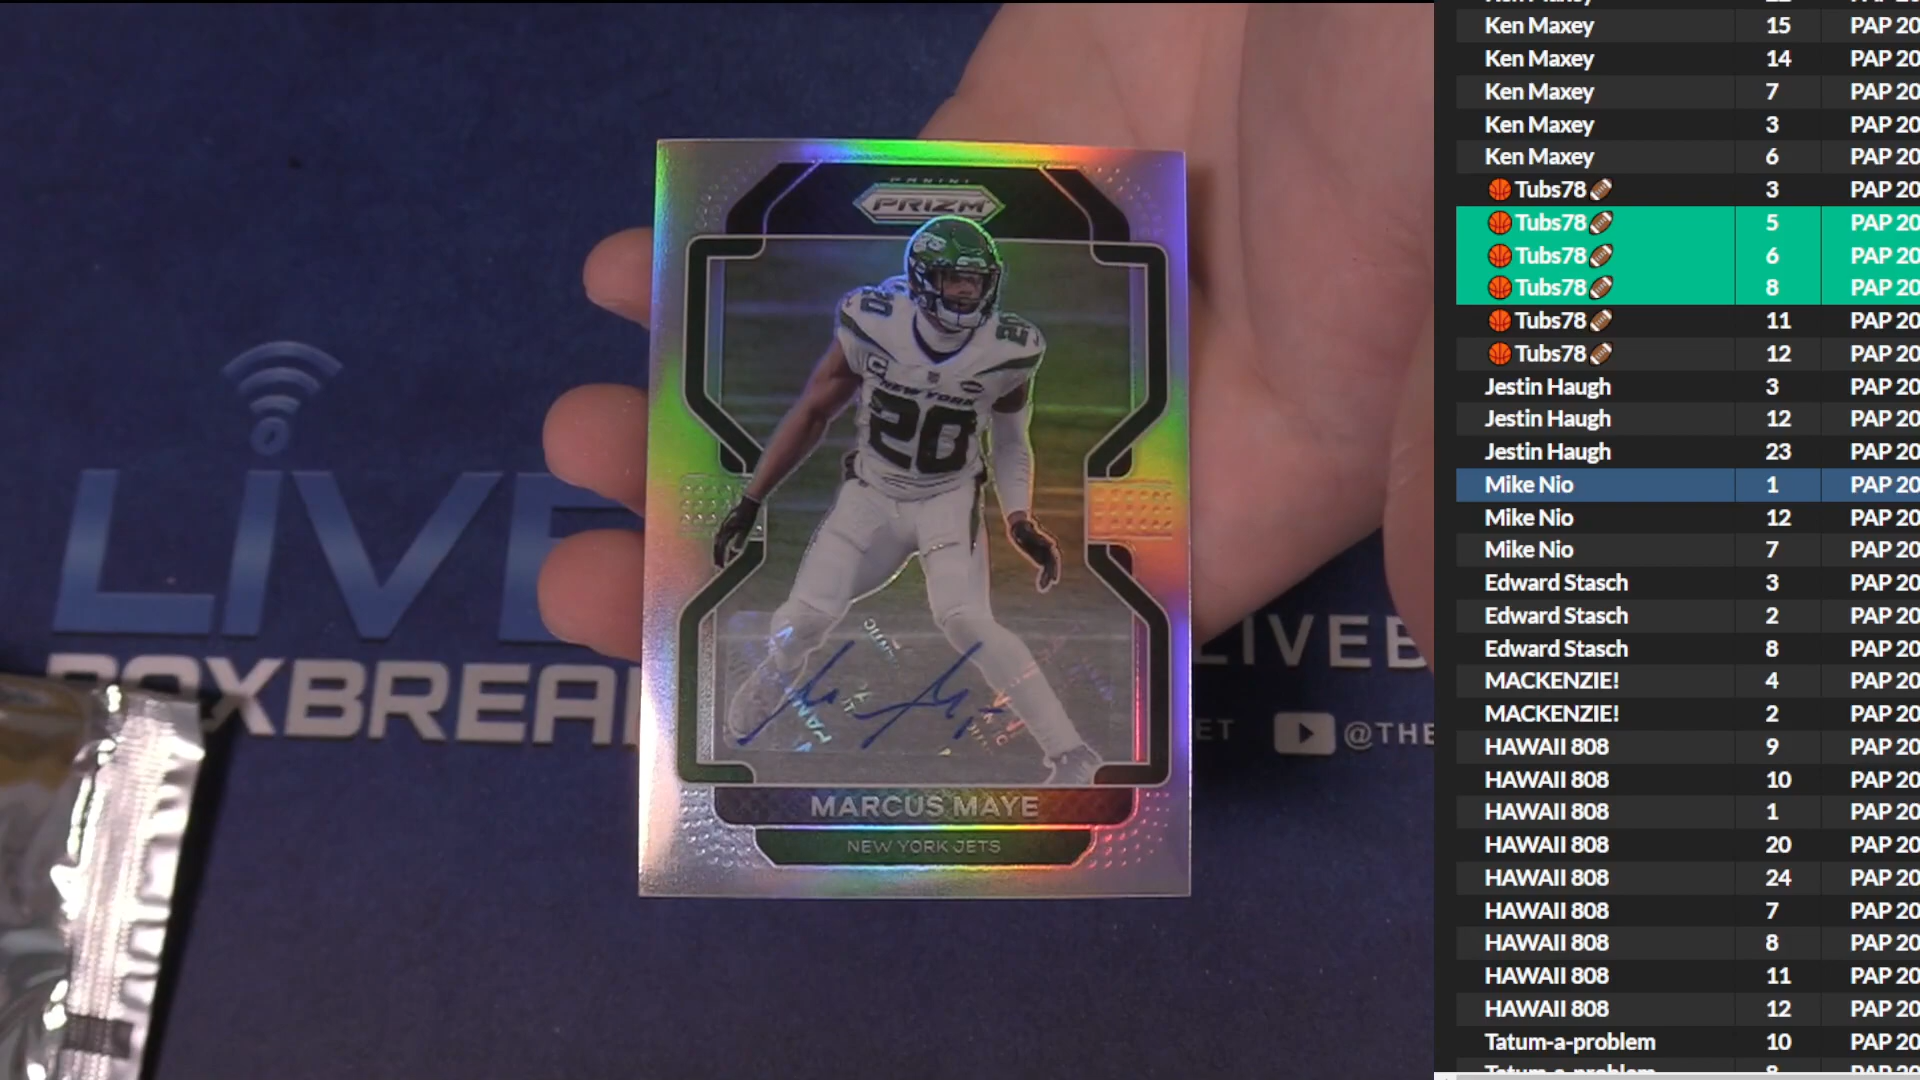 PANINI
PRIZM
20
20
C
NEW YORK
20
MARCUS MAYE
NEW YORK JETS
LIVE
BOXBREA
LIVEB
ET
@THE
Ken Maxey 15 PAP 20
Ken Maxey 14 PAP 20
Ken Maxey 7 PAP 20
Ken Maxey 3 PAP 20
Ken Maxey 6 PAP 20
🏀Tubs78🏈 3 PAP 20
🏀Tubs78🏈 5 PAP 20
🏀Tubs78🏈 6 PAP 20
🏀Tubs78🏈 8 PAP 20
🏀Tubs78🏈 11 PAP 20
🏀Tubs78🏈 12 PAP 20
Jestin Haugh 3 PAP 20
Jestin Haugh 12 PAP 20
Jestin Haugh 23 PAP 20
Mike Nio 1 PAP 20
Mike Nio 12 PAP 20
Mike Nio 7 PAP 20
Edward Stasch 3 PAP 20
Edward Stasch 2 PAP 20
Edward Stasch 8 PAP 20
MACKENZIE! 4 PAP 20
MACKENZIE! 2 PAP 20
HAWAII 808 9 PAP 20
HAWAII 808 10 PAP 20
HAWAII 808 1 PAP 20
HAWAII 808 20 PAP 20
HAWAII 808 24 PAP 20
HAWAII 808 7 PAP 20
HAWAII 808 8 PAP 20
HAWAII 808 11 PAP 20
HAWAII 808 12 PAP 20
Tatum-a-problem 10 PAP 20